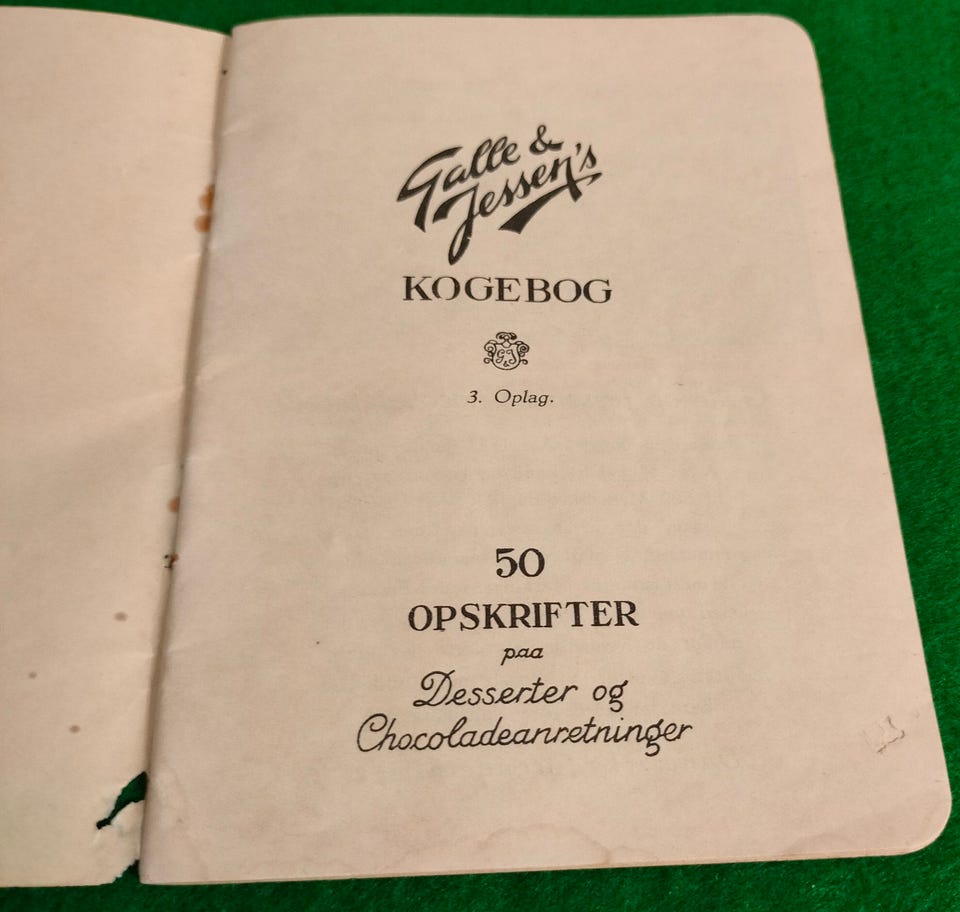 Galle &
Jessen's
KOGEBOG
G&J
3. Oplag.
50
OPSKRIFTER
paa
Desserter og
Chocoladeanretninger